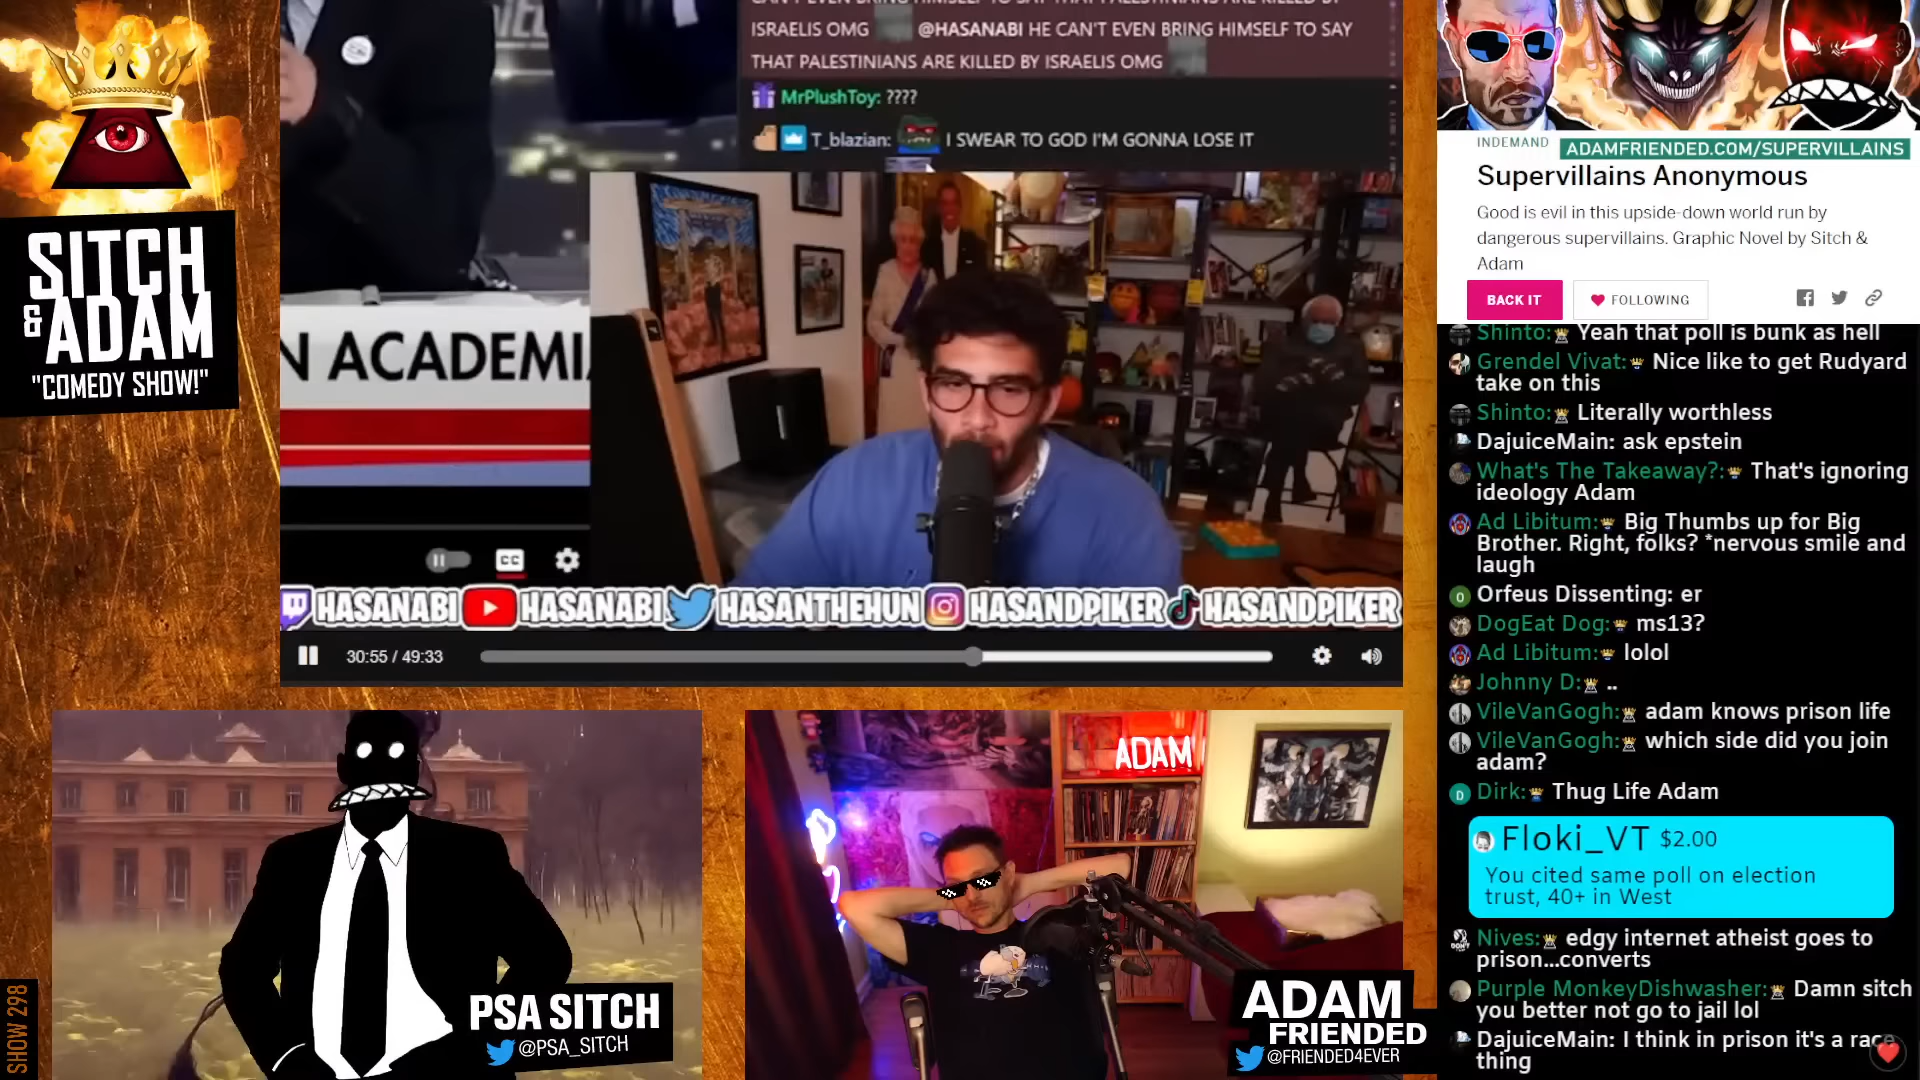 SITCH
& ADAM
"COMEDY SHOW!"
SHOW 298
ISRAELIS OMG @HASANABI HE CAN'T EVEN BRING HIMSELF TO SAY
THAT PALESTINIANS ARE KILLED BY ISRAELIS OMG
MrPlushToy: ????
T_blazian: I SWEAR TO GOD I'M GONNA LOSE IT
N ACADEMI
CC
HASANABI HASANABI HASANTHEHUN HASANDPIKER HASANDPIKER
30:55 / 49:33
PSA SITCH
@PSA_SITCH
ADAM
ADAM
FRIENDED
@FRIENDED4EVER
INDEMAND
ADAMFRIENDED.COM/SUPERVILLAINS
Supervillains Anonymous
Good is evil in this upside-down world run by
dangerous supervillains. Graphic Novel by Sitch &
Adam
BACK IT
FOLLOWING
Shinto: Yeah that poll is bunk as hell
Grendel Vivat: Nice like to get Rudyard
take on this
Shinto: Literally worthless
DajuiceMain: ask epstein
What's The Takeaway?: That's ignoring
ideology Adam
Ad Libitum: Big Thumbs up for Big
Brother. Right, folks? *nervous smile and
laugh
Orfeus Dissenting: er
DogEat Dog: ms13?
Ad Libitum: lolol
Johnny D: ..
VileVanGogh: adam knows prison life
VileVanGogh: which side did you join
adam?
Dirk: Thug Life Adam
Floki_VT $2.00
You cited same poll on election
trust, 40+ in West
Nives: edgy internet atheist goes to
prison...converts
Purple MonkeyDishwasher: Damn sitch
you better not go to jail lol
DajuiceMain: I think in prison it's a race
thing